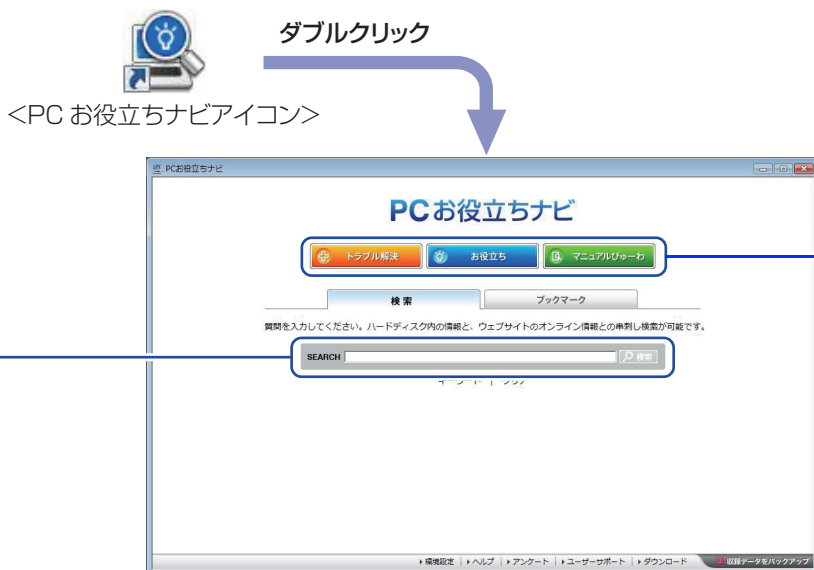 ダブルクリック
＜PC お役立ちナビアイコン＞
PCお役立ちナビ
PCお役立ちナビ
トラブル解決 お役立ち マニュアルびゅーわ
検索 ブックマーク
質問を入力してください。ハードディスク内の情報と、ウェブサイトのオンライン情報との串刺し検索が可能です。
SEARCH 検索
環境設定 | ヘルプ | アンケート | ユーザーサポート | ダウンロード 収録データをバックアップ